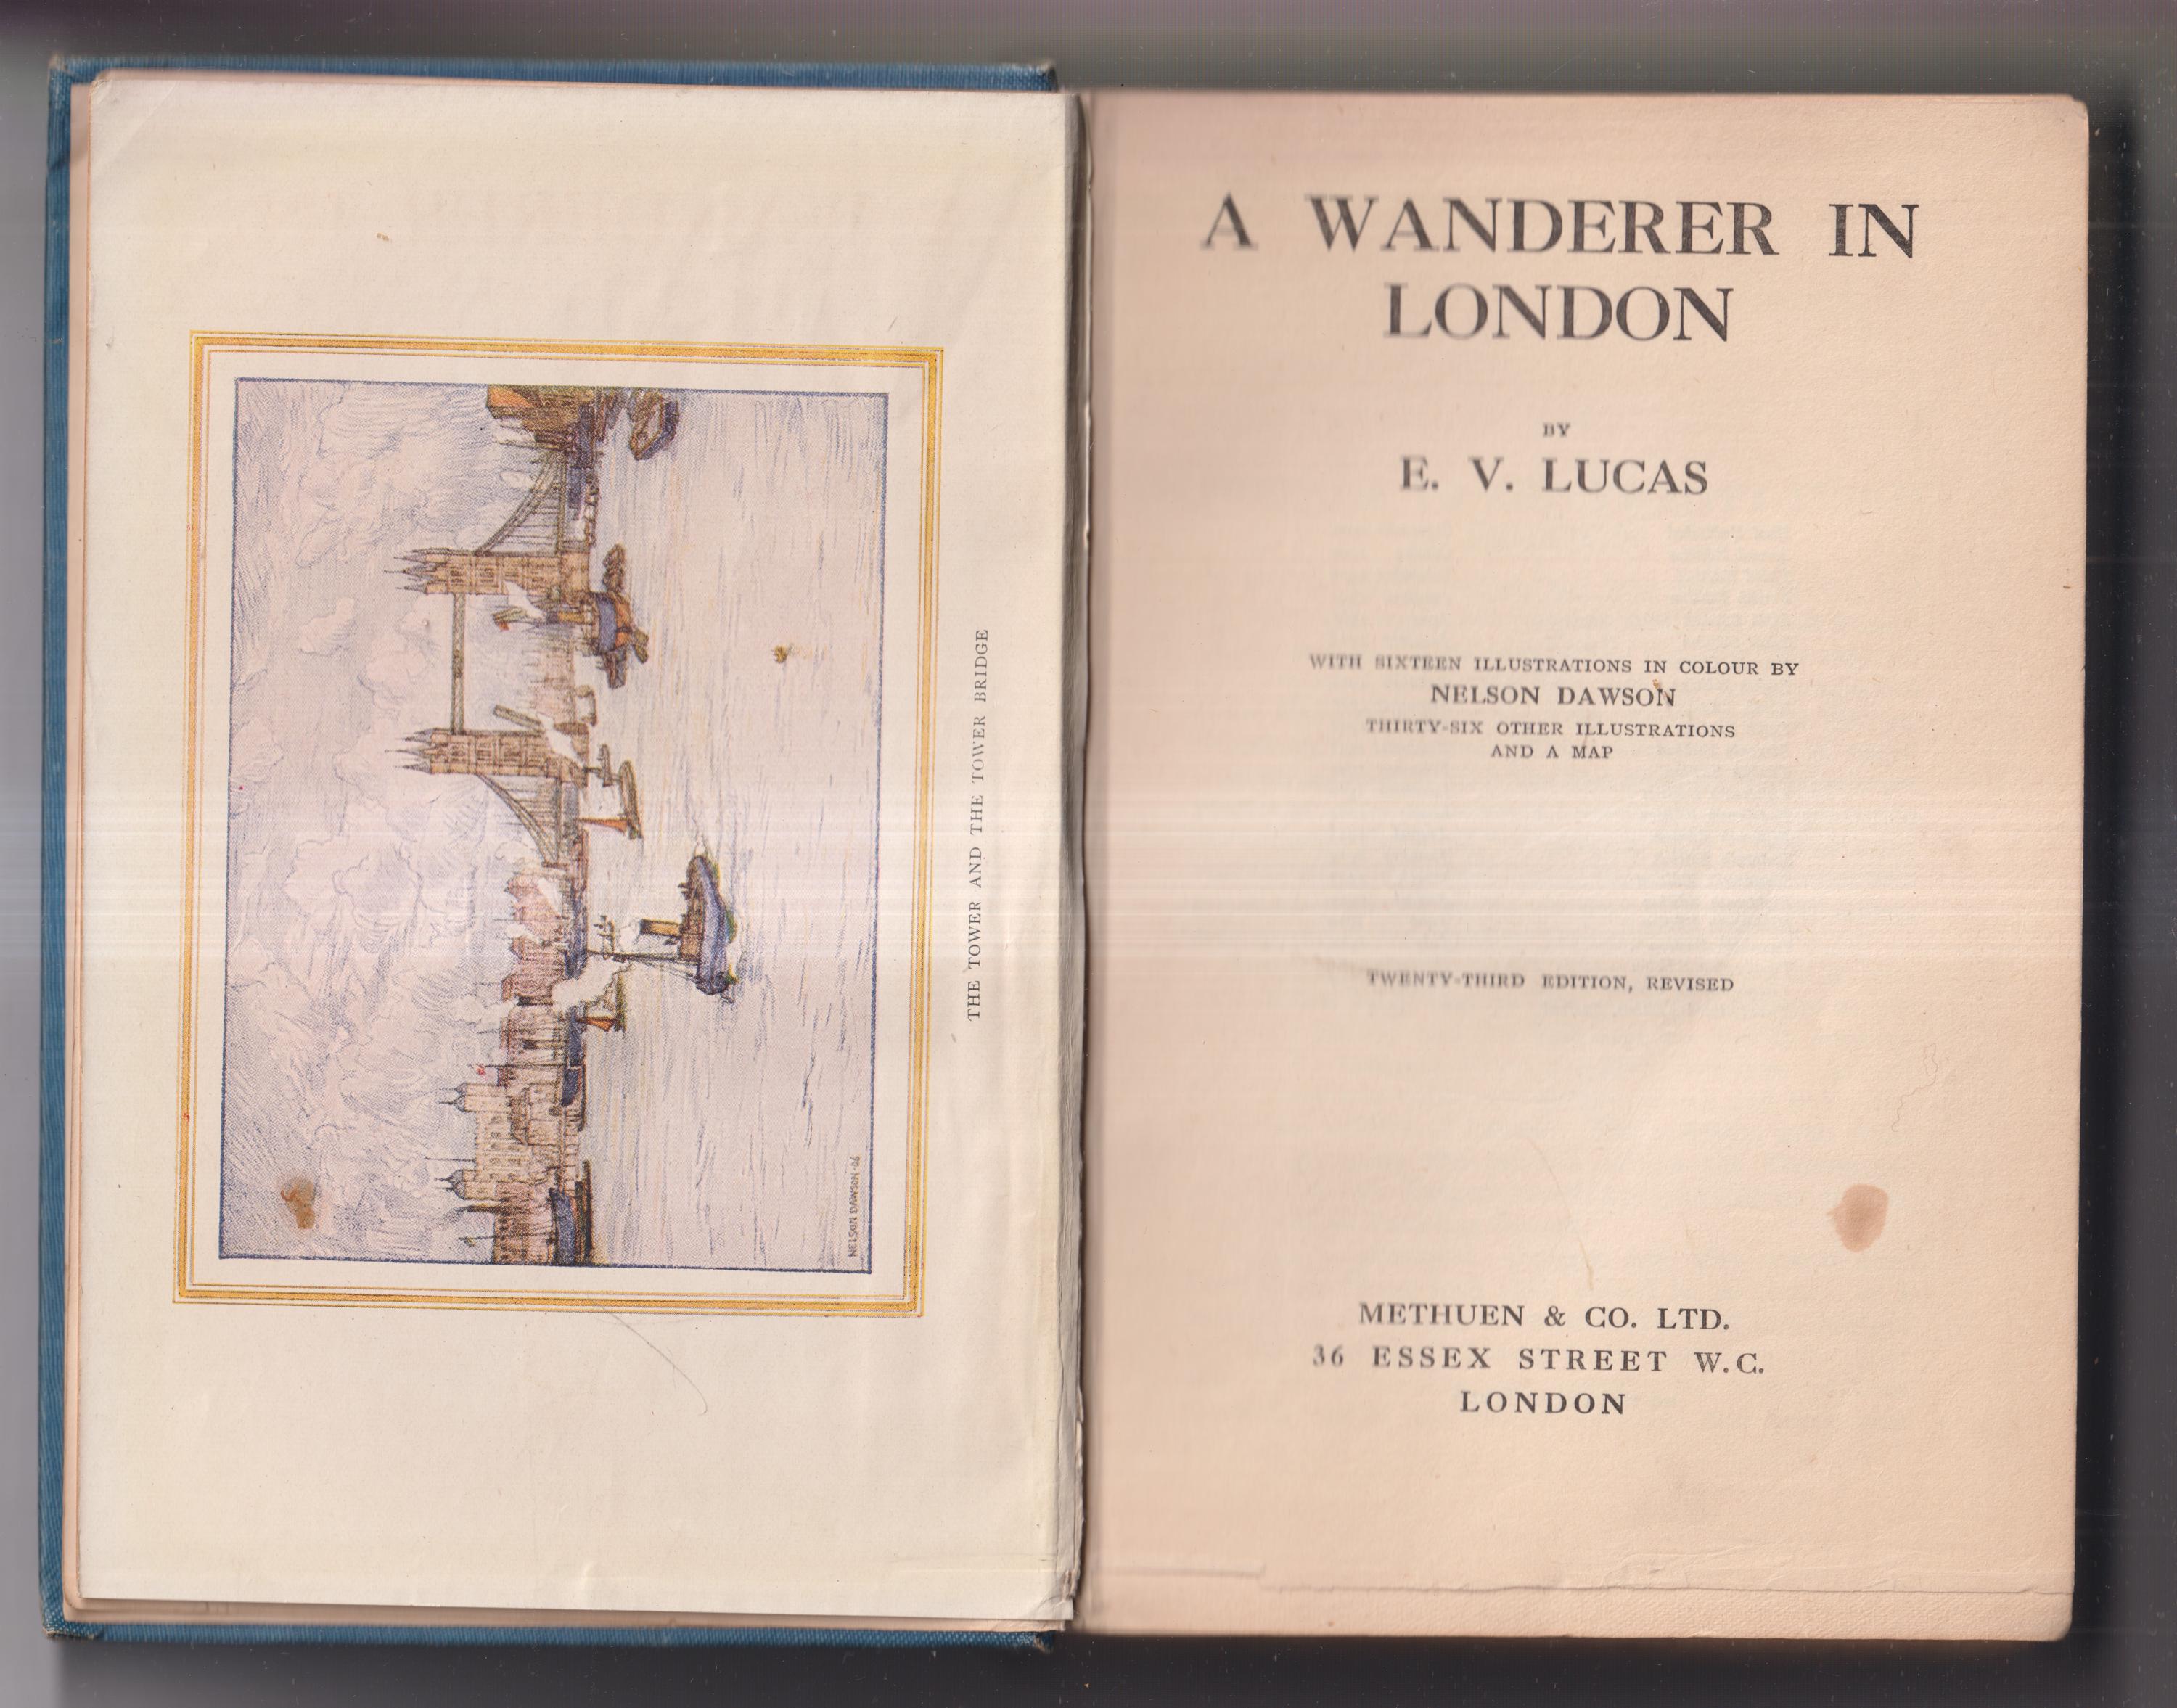 NELSON DAWSON-06
THE TOWER AND THE TOWER BRIDGE
A WANDERER IN
LONDON
BY
E. V. LUCAS
WITH SIXTEEN ILLUSTRATIONS IN COLOUR BY
NELSON DAWSON
THIRTY-SIX OTHER ILLUSTRATIONS
AND A MAP
TWENTY-THIRD EDITION, REVISED
METHUEN & CO. LTD.
36 ESSEX STREET W.C.
LONDON